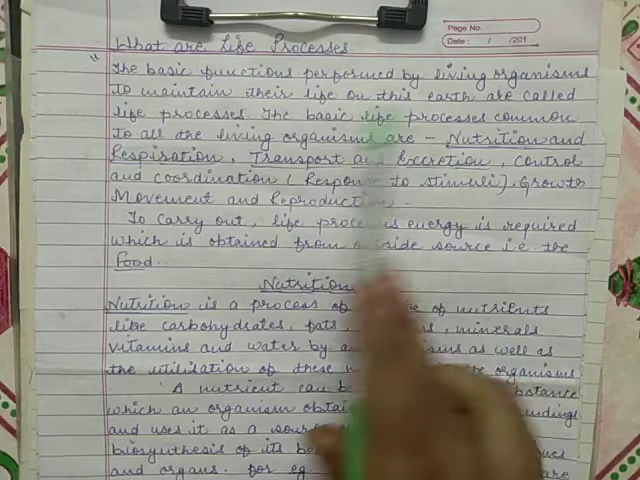 Page No.
Date: / /201
What are Life Processes
" The basic functions performed by living organisms
to maintain their life on this earth are called
life processes. The basic life processes common
to all the living organisms are - Nutrition and
Respiration, Transport and Excretion, Control
and coordination (Response to stimuli), Growth
Movement and Reproduction.
To carry out, life processes energy is required
which is obtained from side source i.e. the
Food.
Nutrition
Nutrition is a process of of nutrients
like carbohydrates, fats, minerals
vitamins and water by as well as
the utilisation of these organisms
A nutrient can be
which an organism
and uses it as a
biosynthesis of its
and organs. for eg. are